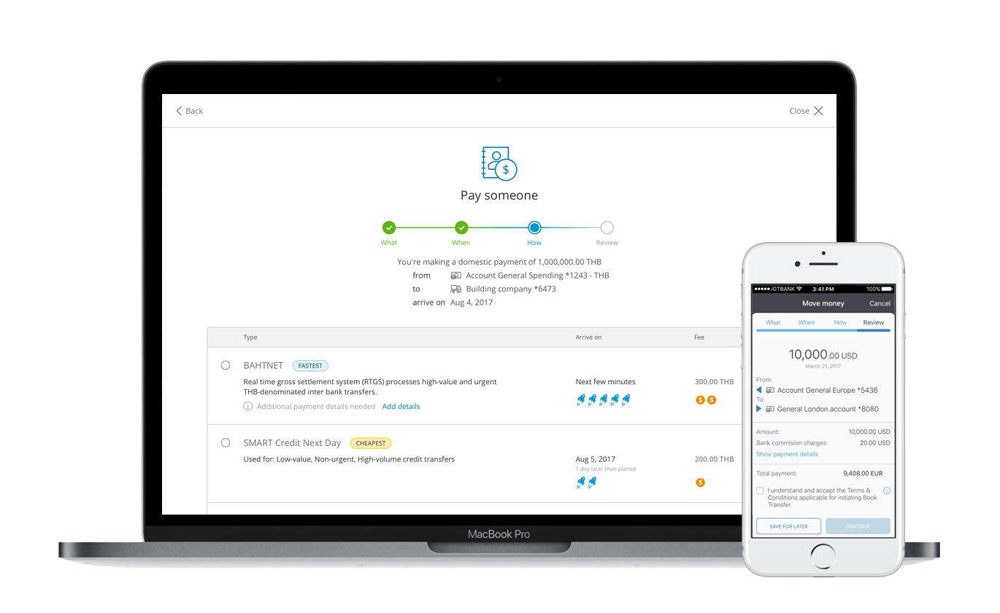 Back
Close
$
Pay someone
What When How Review
You're making a domestic payment of 1,000,000.00 THB
from Account General Spending *1243 - THB
to Building company *6473
arrive on Aug 4, 2017
Type Arrive on Fee
BAHTNET FASTEST
Real time gross settlement system (RTGS) processes high-value and urgent
THB-denominated inter bank transfers.
Next few minutes 300.00 THB
$ $
Additional payment details needed Add details
SMART Credit Next Day CHEAPEST
Used for: Low-value, Non-urgent, High-volume credit transfers
Aug 5, 2017 200.00 THB
1 day later than planed
$
MacBook Pro
iGTBANK 3:41 PM 100%
Move money Cancel
What When How Review
10,000.00 USD
March 21, 2017
From:
Account General Europe *5436
To:
General London account *8080
Amount: 10,000.00 USD
Bank commision charges: 20.00 USD
Show payment details
Total payment: 9,408.00 EUR
I understand and accept the Terms &
Conditions applicable for initiating Book
Transfer.
SAVE FOR LATER CONTINUE